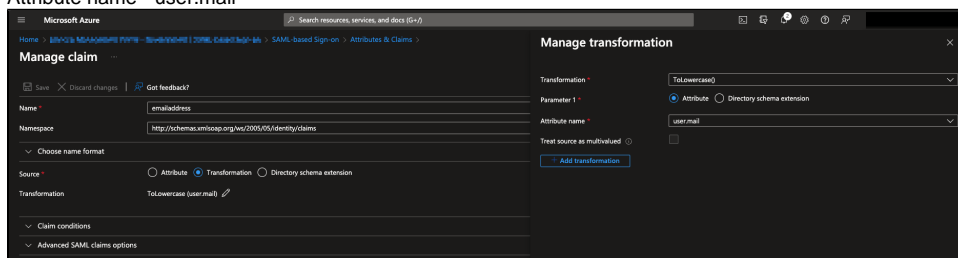 Attribute name - user.mail
Microsoft Azure
Search resources, services, and docs (G+/)
Home > > SAML-based Sign-on > Attributes & Claims >
Manage claim ...
Save Discard changes | Got feedback?
Name *
emailaddress
Namespace
http://schemas.xmlsoap.org/ws/2005/05/identity/claims
Choose name format
Source *
Attribute Transformation Directory schema extension
Transformation
ToLowercase (user.mail)
Claim conditions
Advanced SAML claims options
Manage transformation
Transformation *
ToLowercase()
Parameter 1 *
Attribute Directory schema extension
Attribute name *
user.mail
Treat source as multivalued
+ Add transformation